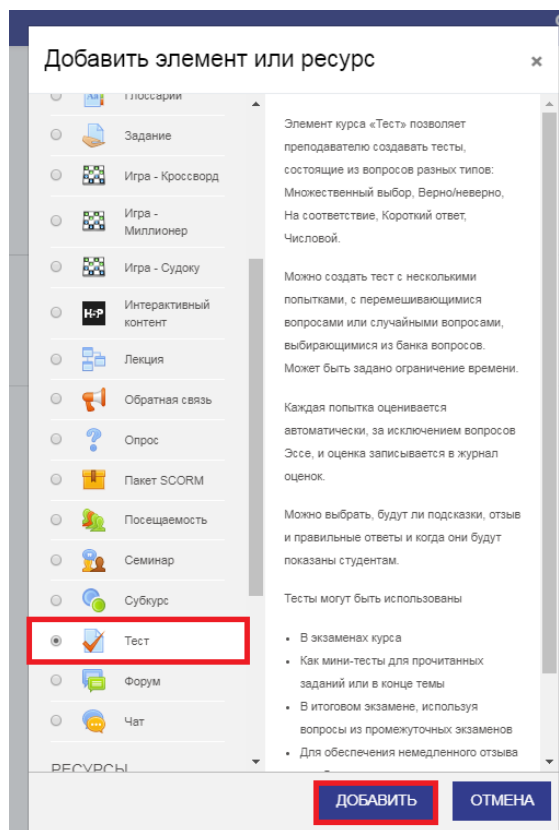 Добавить элемент или ресурс ×
Глоссарий
Задание
Игра - Кроссворд
Игра -
Миллионер
Игра - Судоку
H-P
Интерактивный
контент
Лекция
Обратная связь
Опрос
Пакет SCORM
Посещаемость
Семинар
Субкурс
Тест
Форум
Чат
РЕСУРСЫ
Элемент курса «Тест» позволяет
преподавателю создавать тесты,
состоящие из вопросов разных типов:
Множественный выбор, Верно/неверно,
На соответствие, Короткий ответ,
Числовой.
Можно создать тест с несколькими
попытками, с перемешивающимися
вопросами или случайными вопросами,
выбирающимися из банка вопросов.
Может быть задано ограничение времени.
Каждая попытка оценивается
автоматически, за исключением вопросов
Эссе, и оценка записывается в журнал
оценок.
Можно выбрать, будут ли подсказки, отзыв
и правильные ответы и когда они будут
показаны студентам.
Тесты могут быть использованы
• В экзаменах курса
• Как мини-тесты для прочитанных
заданий или в конце темы
• В итоговом экзамене, используя
вопросы из промежуточных экзаменов
• Для обеспечения немедленного отзыва
ДОБАВИТЬ ОТМЕНА